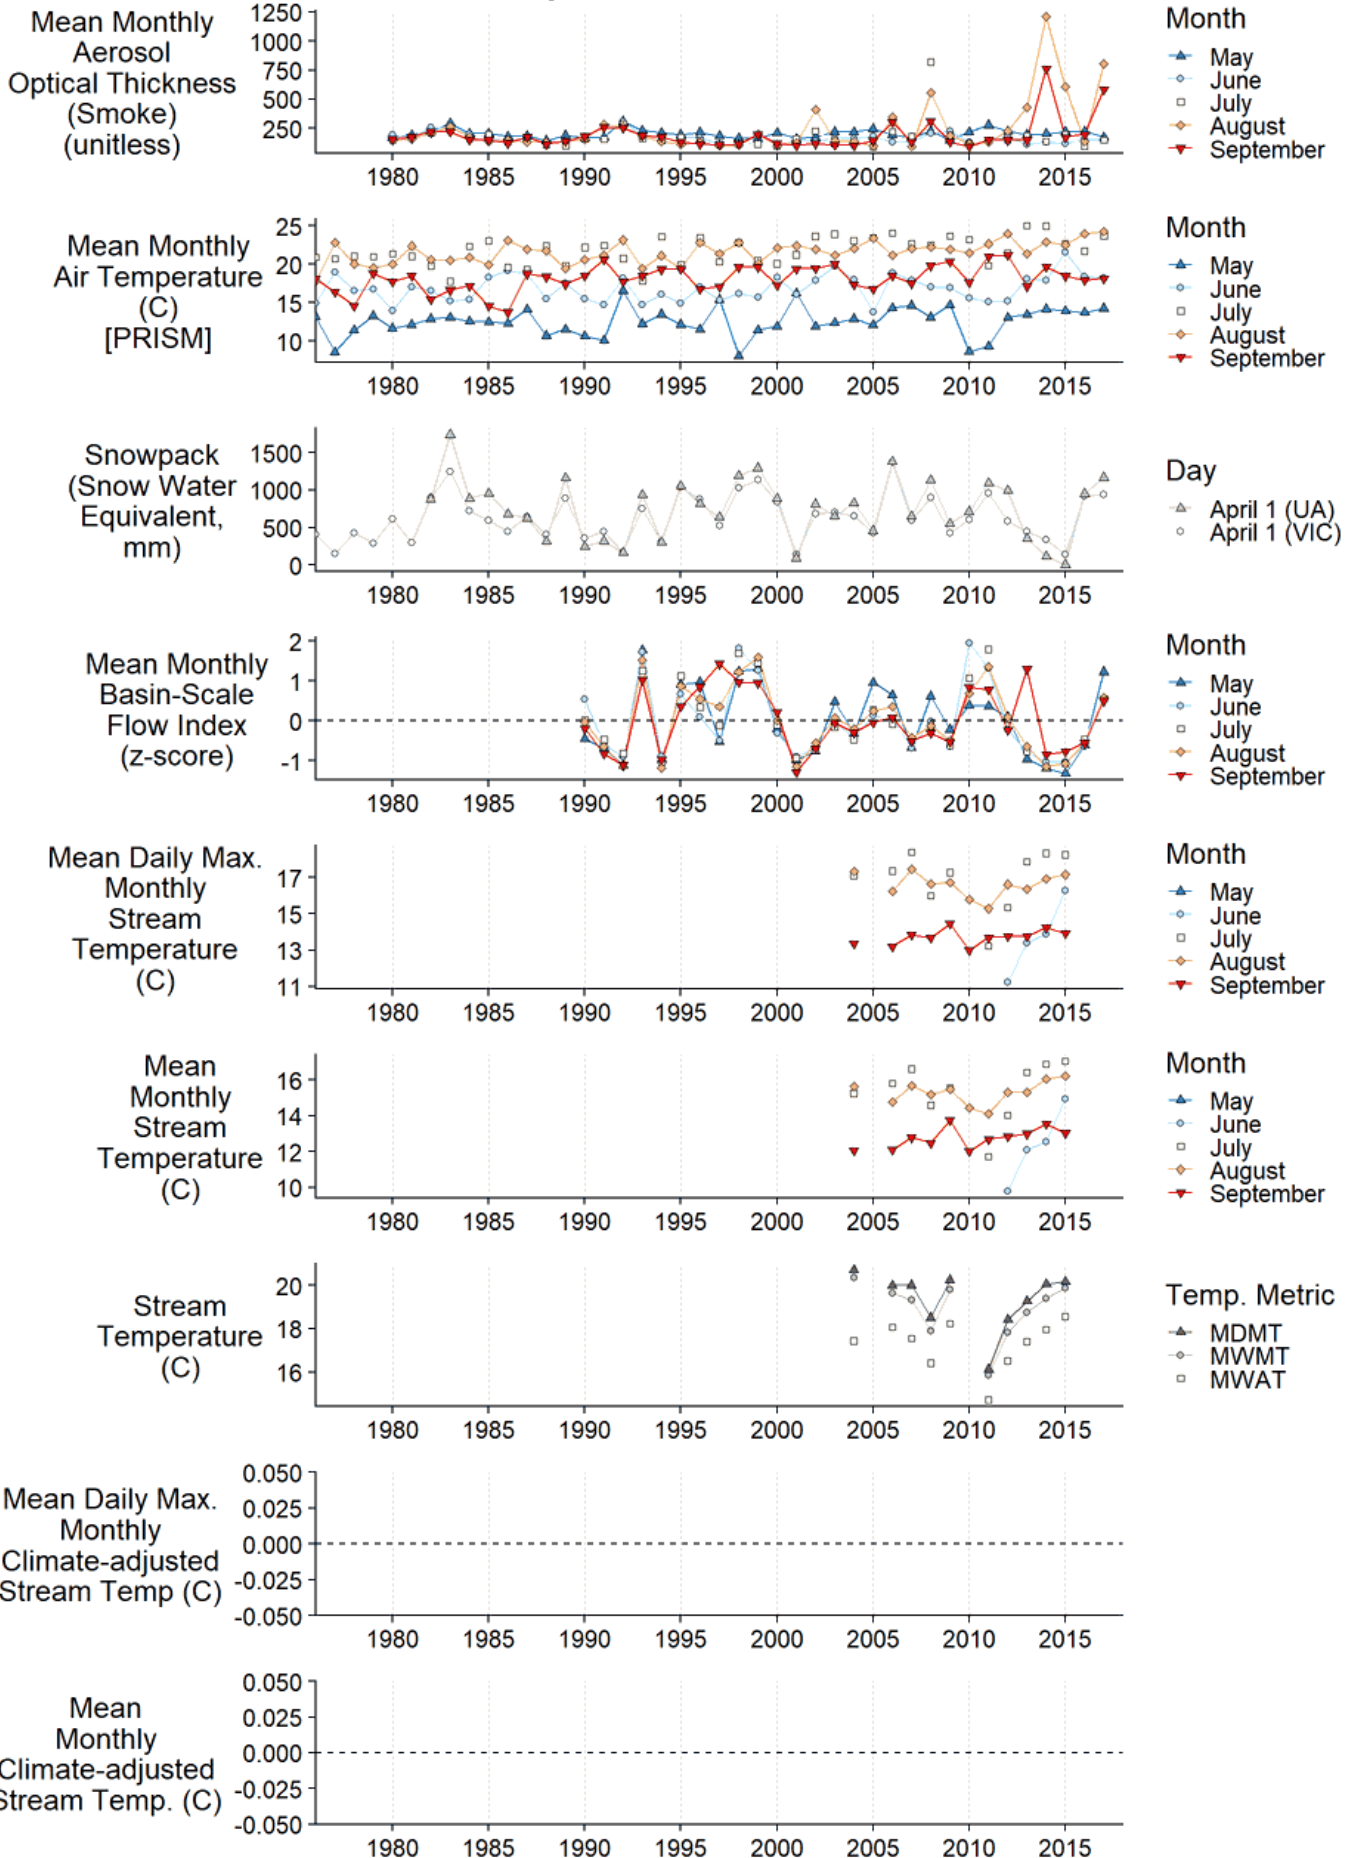 Mean Monthly
Aerosol
Optical Thickness
(Smoke)
(unitless)
1250
1000
750
500
250
1980 1985 1990 1995 2000 2005 2010 2015
Month
May
June
July
August
September
Mean Monthly
Air Temperature
(C)
[PRISM]
25
20
15
10
1980 1985 1990 1995 2000 2005 2010 2015
Month
May
June
July
August
September
Snowpack
(Snow Water
Equivalent,
mm)
1500
1000
500
0
1980 1985 1990 1995 2000 2005 2010 2015
Day
April 1 (UA)
April 1 (VIC)
Mean Monthly
Basin-Scale
Flow Index
(z-score)
2
1
0
-1
1980 1985 1990 1995 2000 2005 2010 2015
Month
May
June
July
August
September
Mean Daily Max.
Monthly
Stream
Temperature
(C)
17
15
13
11
1980 1985 1990 1995 2000 2005 2010 2015
Month
May
June
July
August
September
Mean
Monthly
Stream
Temperature
(C)
16
14
12
10
1980 1985 1990 1995 2000 2005 2010 2015
Month
May
June
July
August
September
Stream
Temperature
(C)
20
18
16
1980 1985 1990 1995 2000 2005 2010 2015
Temp. Metric
MDMT
MWMT
MWAT
Mean Daily Max.
Monthly
Climate-adjusted
Stream Temp (C)
0.050
0.025
0.000
-0.025
-0.050
1980 1985 1990 1995 2000 2005 2010 2015
Mean
Monthly
Climate-adjusted
Stream Temp. (C)
0.050
0.025
0.000
-0.025
-0.050
1980 1985 1990 1995 2000 2005 2010 2015